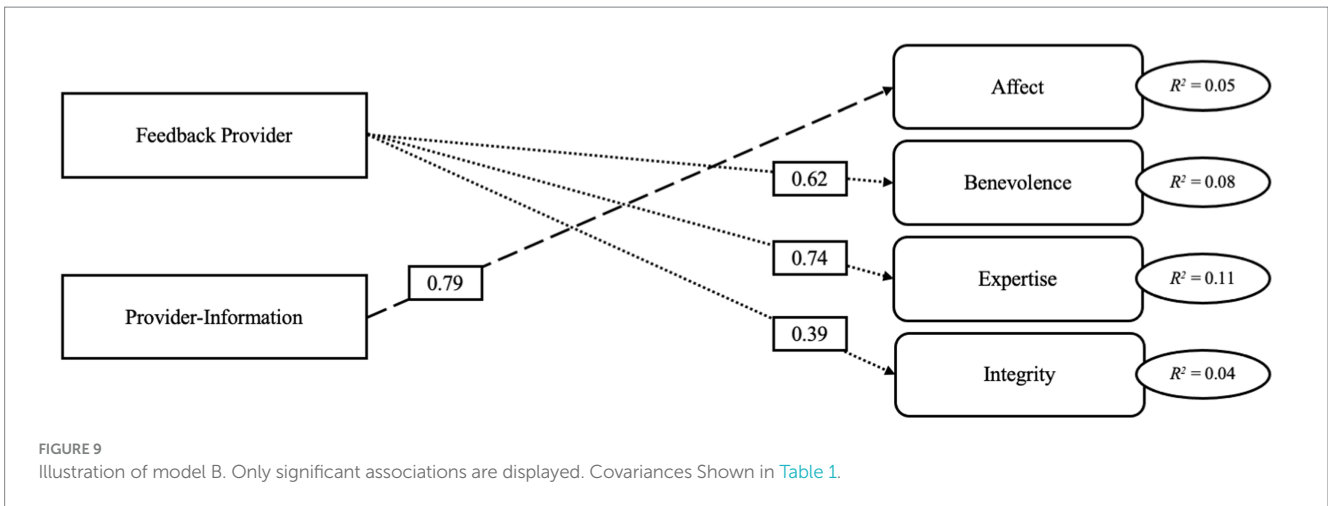 Affect
R² = 0.05
Feedback Provider
Benevolence
R² = 0.08
0.62
0.74
Expertise
R² = 0.11
0.79
Provider-Information
0.39
Integrity
R² = 0.04
FIGURE 9
Illustration of model B. Only significant associations are displayed. Covariances Shown in Table 1.